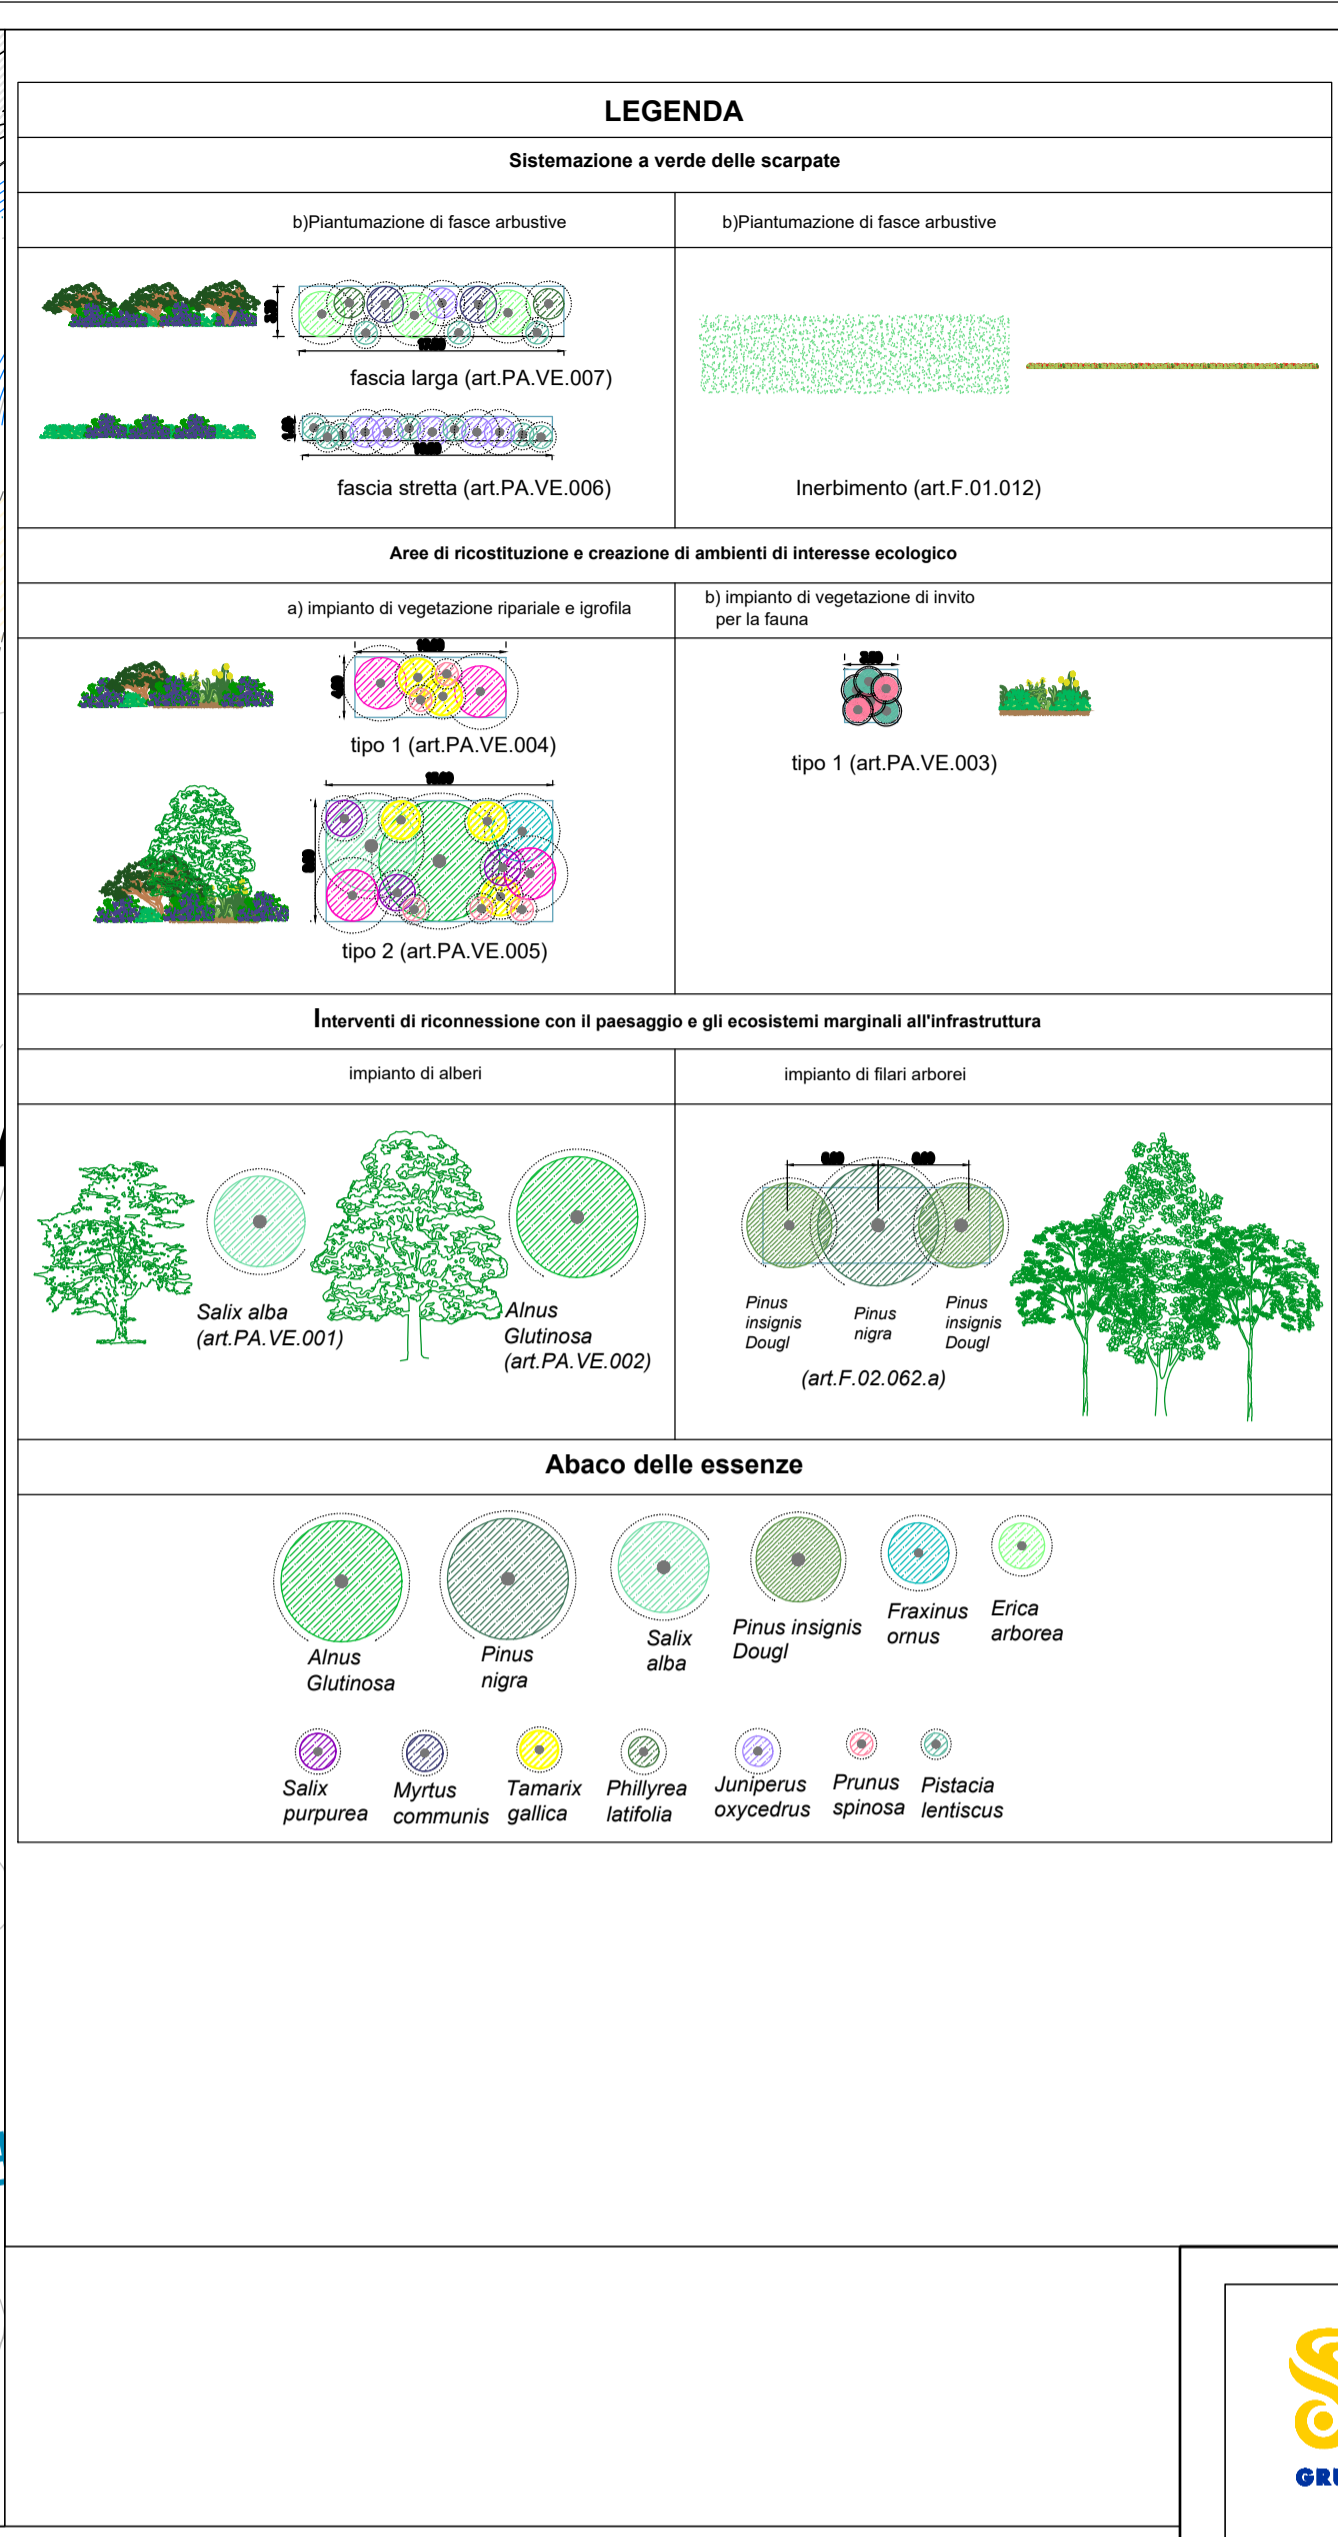 LEGENDA
Sistemazione a verde delle scarpate
b)Piantumazione di fasce arbustive
b)Piantumazione di fasce arbustive
fascia larga (art.PA.VE.007)
fascia stretta (art.PA.VE.006)
Inerbimento (art.F.01.012)
Aree di ricostituzione e creazione di ambienti di interesse ecologico
a) impianto di vegetazione ripariale e igrofila
b) impianto di vegetazione di invito
per la fauna
tipo 1 (art.PA.VE.004)
tipo 1 (art.PA.VE.003)
tipo 2 (art.PA.VE.005)
Interventi di riconnessione con il paesaggio e gli ecosistemi marginali all'infrastruttura
impianto di alberi
impianto di filari arborei
Salix alba
(art.PA.VE.001)
Alnus
Glutinosa
(art.PA.VE.002)
Pinus
insignis
Dougl
Pinus
nigra
Pinus
insignis
Dougl
(art.F.02.062.a)
Abaco delle essenze
Alnus
Glutinosa
Pinus
nigra
Salix
alba
Pinus insignis
Dougl
Fraxinus
ornus
Erica
arborea
Salix
purpurea
Myrtus
communis
Tamarix
gallica
Phillyrea
latifolia
Juniperus
oxycedrus
Prunus
spinosa
Pistacia
lentiscus